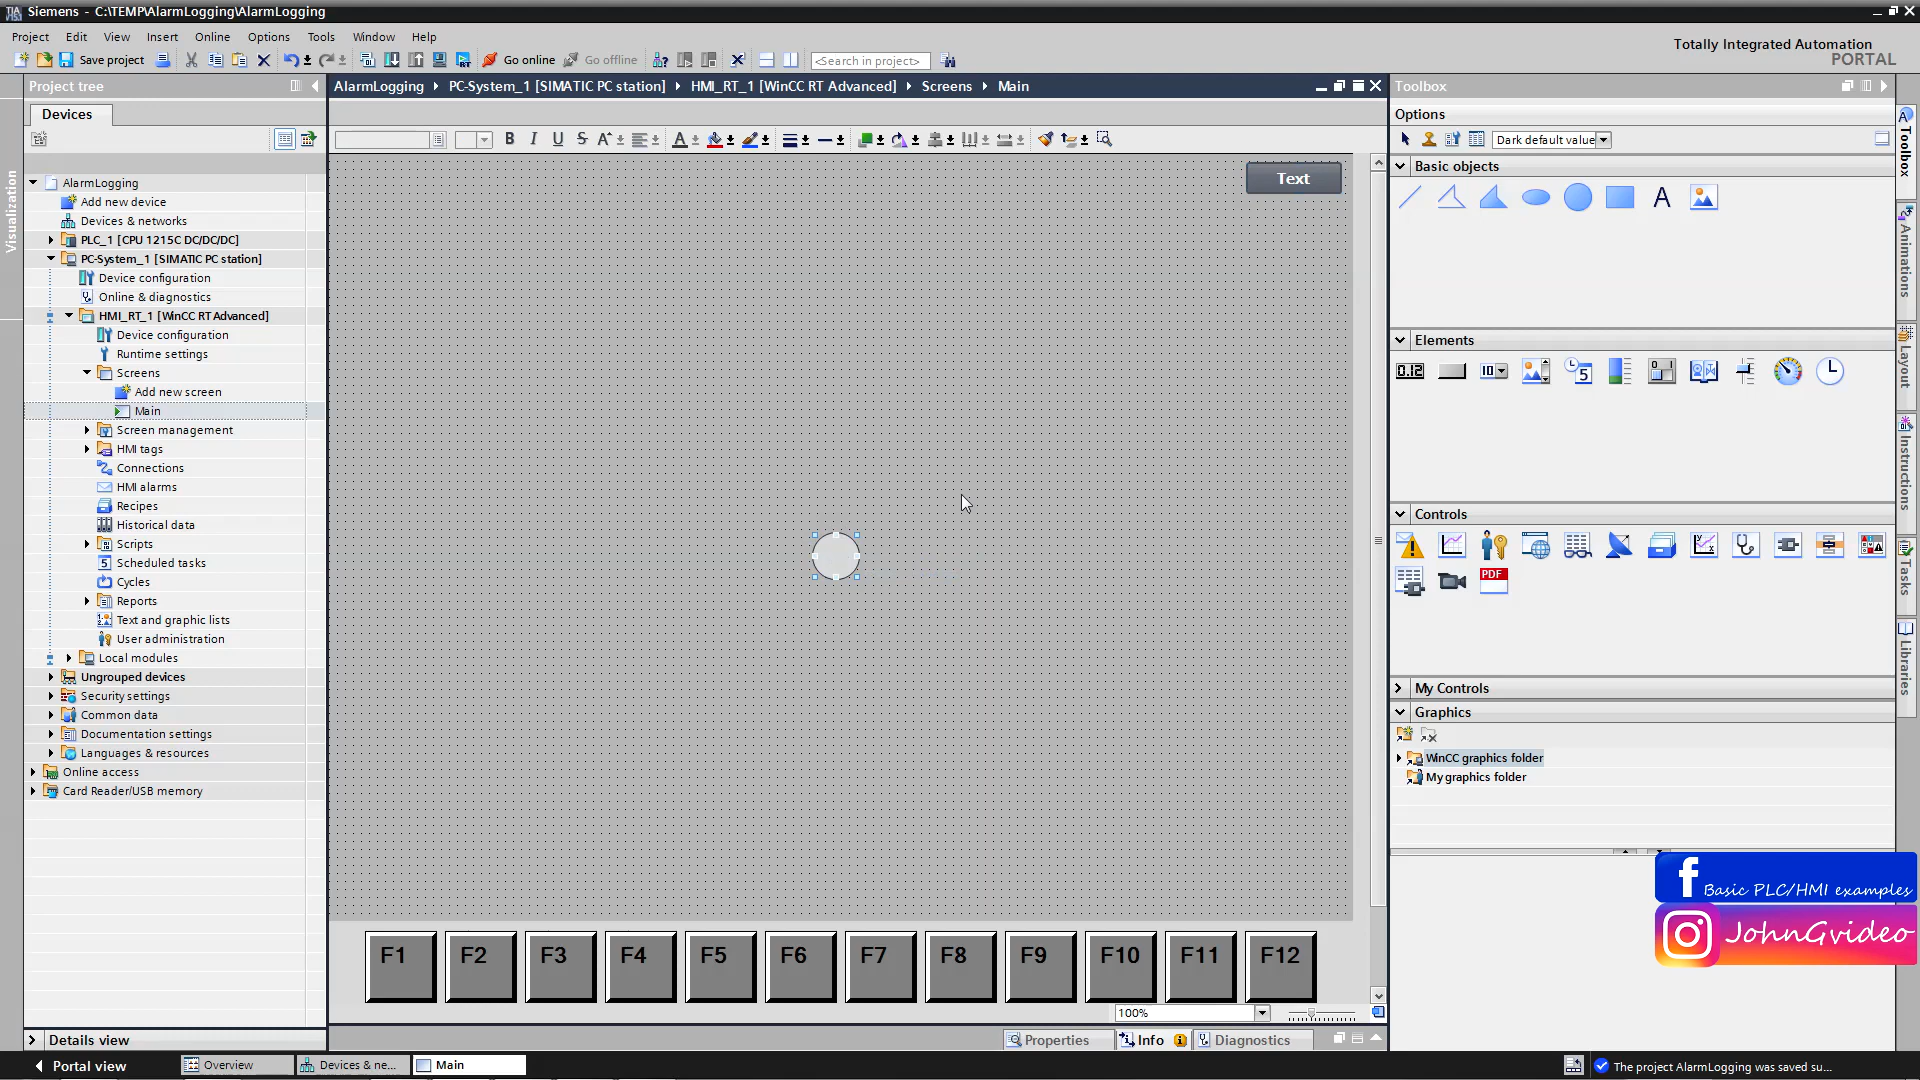 Siemens - C:\TEMP\AlarmLogging\AlarmLogging
Project Edit View Insert Online Options Tools Window Help
Totally Integrated Automation
PORTAL
Save project
Go online
Go offline
<Search in project>
Project tree
Devices
Visualization
AlarmLogging
Add new device
Devices & networks
PLC_1 [CPU 1215C DC/DC/DC]
PC-System_1 [SIMATIC PC station]
Device configuration
Online & diagnostics
HMI_RT_1 [WinCC RT Advanced]
Device configuration
Runtime settings
Screens
Add new screen
Main
Screen management
HMI tags
Connections
HMI alarms
Recipes
Historical data
Scripts
Scheduled tasks
Cycles
Reports
Text and graphic lists
User administration
Local modules
Ungrouped devices
Security settings
Common data
Documentation settings
Languages & resources
Online access
Card Reader/USB memory
Details view
AlarmLogging PC-System_1 [SIMATIC PC station] HMI_RT_1 [WinCC RT Advanced] Screens Main
B I U S A A
Text
F1 F2 F3 F4 F5 F6 F7 F8 F9 F10 F11 F12
100%
Properties Info Diagnostics
Toolbox
Options
Dark default value
Basic objects
A
Elements
0.12
10
5
Controls
PDF
My Controls
Graphics
WinCC graphics folder
My graphics folder
Toolbox
Animations
Layout
Instructions
Tasks
Libraries
f Basic PLC/HMI examples
JohnGvideo
Portal view
Overview
Devices & ne...
Main
The project AlarmLogging was saved su...